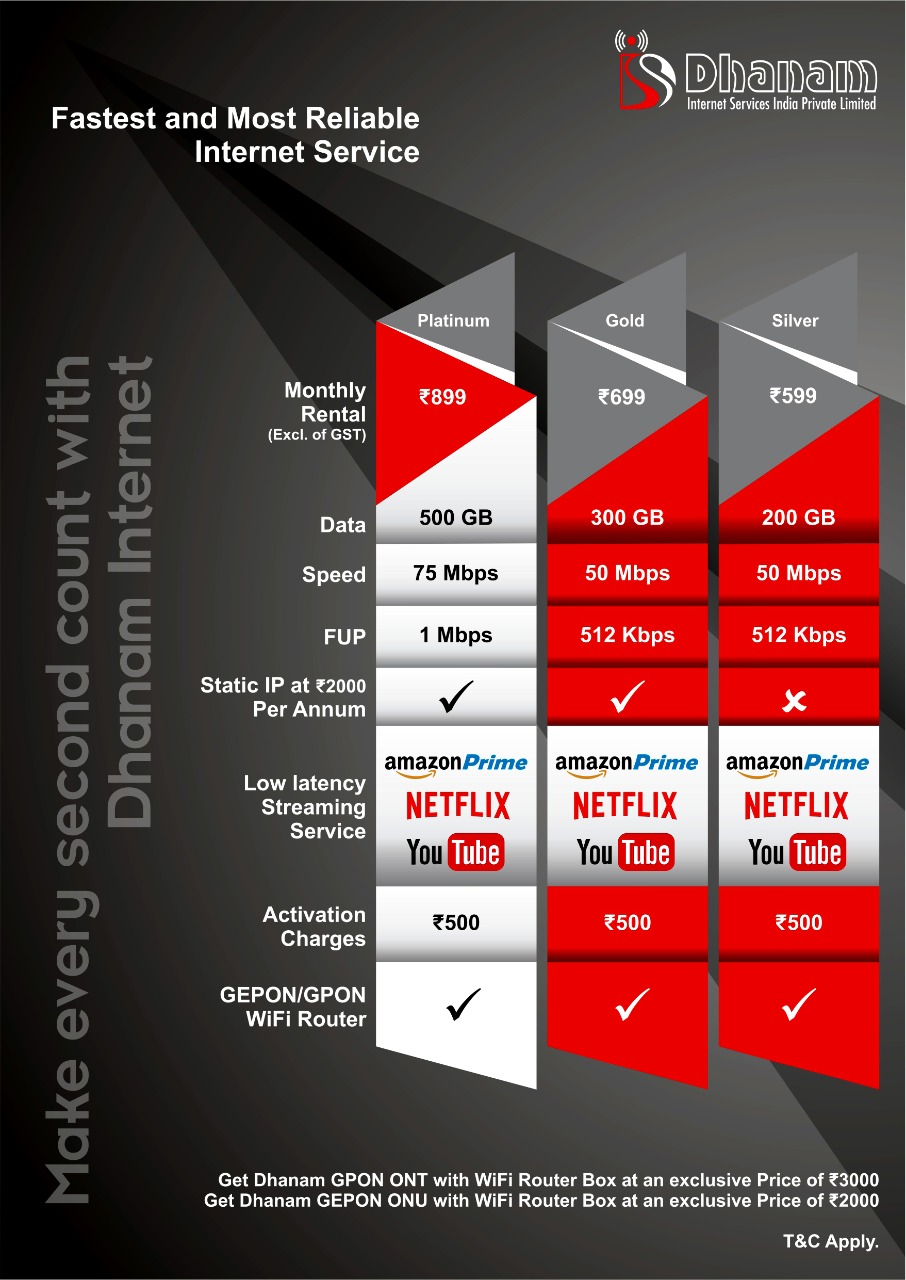 Dhanam
Internet Services India Private Limited
Fastest and Most Reliable
Internet Service
Make every second count with
Dhanam Internet
Platinum Gold Silver
Monthly
Rental
(Excl. of GST)
₹899 ₹699 ₹599
Data 500 GB 300 GB 200 GB
Speed 75 Mbps 50 Mbps 50 Mbps
FUP 1 Mbps 512 Kbps 512 Kbps
Static IP at ₹2000
Per Annum
Low latency
Streaming
Service
amazonPrime amazonPrime amazonPrime
NETFLIX NETFLIX NETFLIX
YouTube YouTube YouTube
Activation
Charges
₹500 ₹500 ₹500
GEPON/GPON
WiFi Router
Get Dhanam GPON ONT with WiFi Router Box at an exclusive Price of ₹3000
Get Dhanam GEPON ONU with WiFi Router Box at an exclusive Price of ₹2000
T&C Apply.